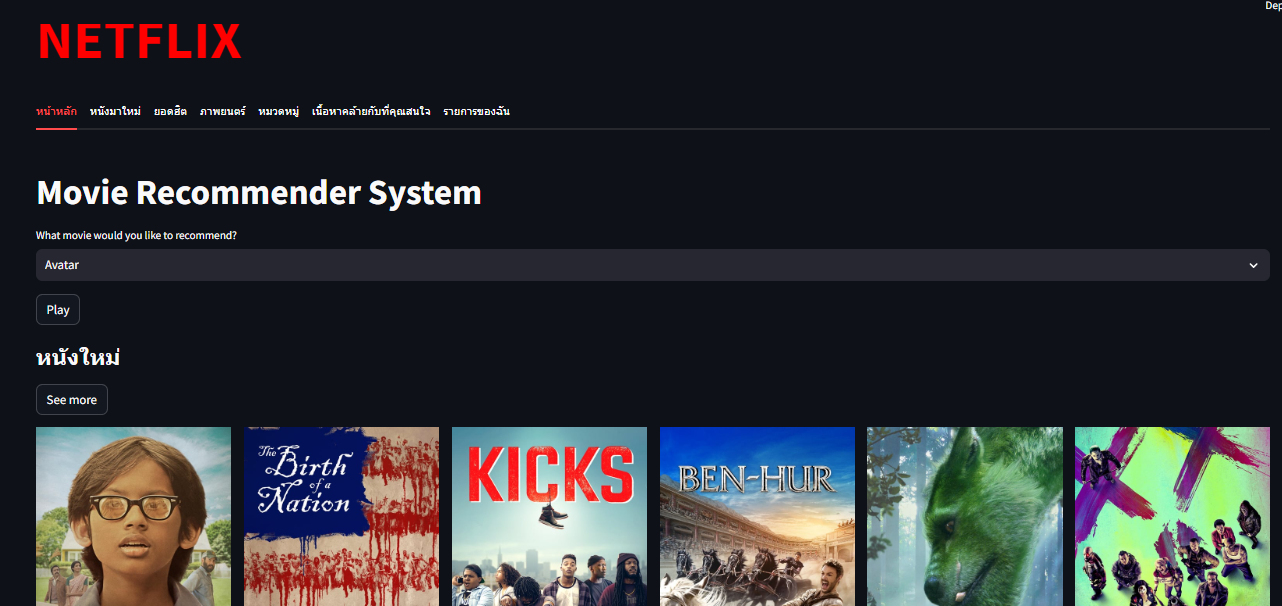 Dep
NETFLIX
หน้าหลัก หนังมาใหม่ ยอดฮิต ภาพยนตร์ หมวดหมู่ เนื้อหาคล้ายกับที่คุณสนใจ รายการของฉัน
Movie Recommender System
What movie would you like to recommend?
Avatar
Play
หนังใหม่
See more
The Birth of a Nation
KICKS
BEN-HUR